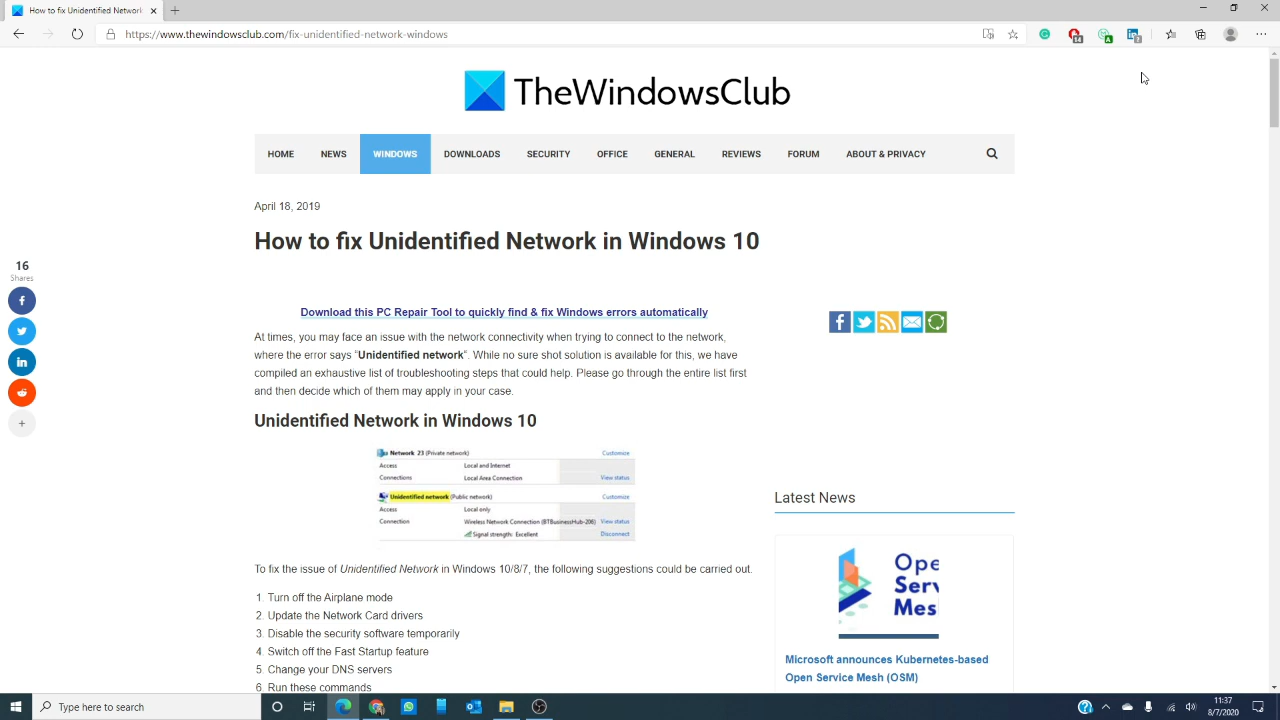 How to fix Unidentified Network
https://www.thewindowsclub.com/fix-unidentified-network-windows
TheWindowsClub
HOME NEWS WINDOWS DOWNLOADS SECURITY OFFICE GENERAL REVIEWS FORUM ABOUT & PRIVACY
April 18, 2019
How to fix Unidentified Network in Windows 10
16
Shares
Download this PC Repair Tool to quickly find & fix Windows errors automatically
At times, you may face an issue with the network connectivity when trying to connect to the network,
where the error says “Unidentified network“. While no sure shot solution is available for this, we have
compiled an exhaustive list of troubleshooting steps that could help. Please go through the entire list first
and then decide which of them may apply in your case.
Unidentified Network in Windows 10
Network 23 (Private network) Customize
Access Local and Internet
Connections Local Area Connection View status
Unidentified network (Public network) Customize
Access Local only
Connection Wireless Network Connection (BTBusinessHub-206) View status
Signal strength: Excellent Disconnect
To fix the issue of Unidentified Network in Windows 10/8/7, the following suggestions could be carried out.
1. Turn off the Airplane mode
2. Update the Network Card drivers
3. Disable the security software temporarily
4. Switch off the Fast Startup feature
5. Change your DNS servers
6. Run these commands
Latest News
Ope
Serv
Mes
Microsoft announces Kubernetes-based
Open Service Mesh (OSM)
Type here to search
11:37
8/7/2020